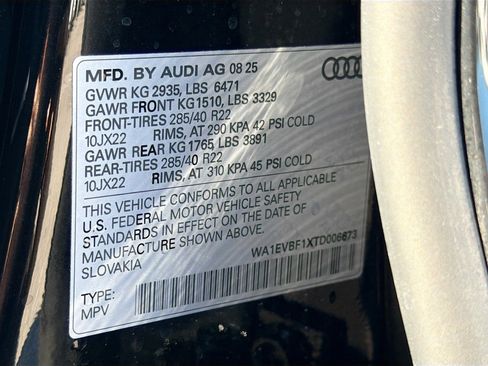 MFD. BY AUDI AG 08 25
GVWR KG 2935, LBS 6471
GAWR FRONT KG1510, LBS 3329
FRONT-TIRES 285/40 R22
10JX22 RIMS, AT 290 KPA 42 PSI COLD
GAWR REAR KG1765, LBS 3891
REAR-TIRES 285/40 R22
10JX22 RIMS, AT 310 KPA 45 PSI COLD
THIS VEHICLE CONFORMS TO ALL APPLICABLE
U.S. FEDERAL MOTOR VEHICLE SAFETY
STANDARDS IN EFFECT ON THE DATE OF
MANUFACTURE SHOWN ABOVE
SLOVAKIA
WA1EVBF1XTD006673
TYPE:
MPV